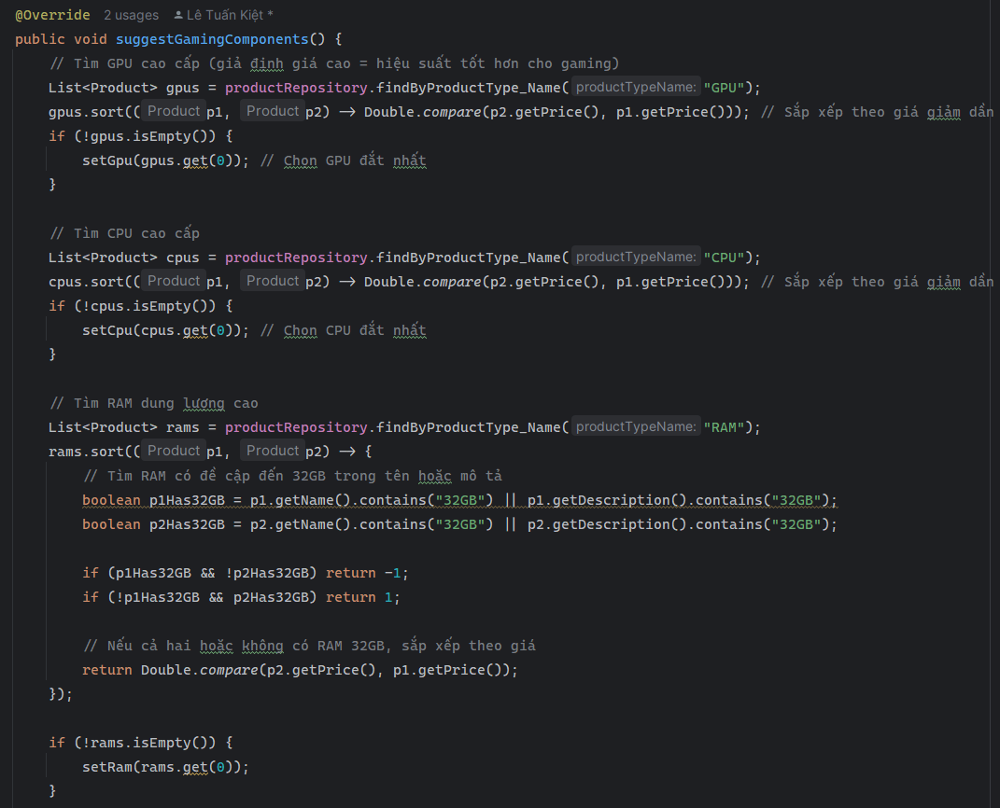 @Override 2 usages Lê Tuấn Kiệt *
public void suggestGamingComponents() {
// Tìm GPU cao cấp (giả định giá cao = hiệu suất tốt hơn cho gaming)
List<Product> gpus = productRepository.findByProductType_Name( productTypeName: "GPU");
gpus.sort(( Product p1, Product p2) -> Double.compare(p2.getPrice(), p1.getPrice())); // Sắp xếp theo giá giảm dần
if (!gpus.isEmpty()) {
setGpu(gpus.get(0)); // Chọn GPU đắt nhất
}
// Tìm CPU cao cấp
List<Product> cpus = productRepository.findByProductType_Name( productTypeName: "CPU");
cpus.sort(( Product p1, Product p2) -> Double.compare(p2.getPrice(), p1.getPrice())); // Sắp xếp theo giá giảm dần
if (!cpus.isEmpty()) {
setCpu(cpus.get(0)); // Chọn CPU đắt nhất
}
// Tìm RAM dung lượng cao
List<Product> rams = productRepository.findByProductType_Name( productTypeName: "RAM");
rams.sort(( Product p1, Product p2) -> {
// Tìm RAM có đề cập đến 32GB trong tên hoặc mô tả
boolean p1Has32GB = p1.getName().contains("32GB") || p1.getDescription().contains("32GB");
boolean p2Has32GB = p2.getName().contains("32GB") || p2.getDescription().contains("32GB");
if (p1Has32GB && !p2Has32GB) return -1;
if (!p1Has32GB && p2Has32GB) return 1;
// Nếu cả hai hoặc không có RAM 32GB, sắp xếp theo giá
return Double.compare(p2.getPrice(), p1.getPrice());
});
if (!rams.isEmpty()) {
setRam(rams.get(0));
}